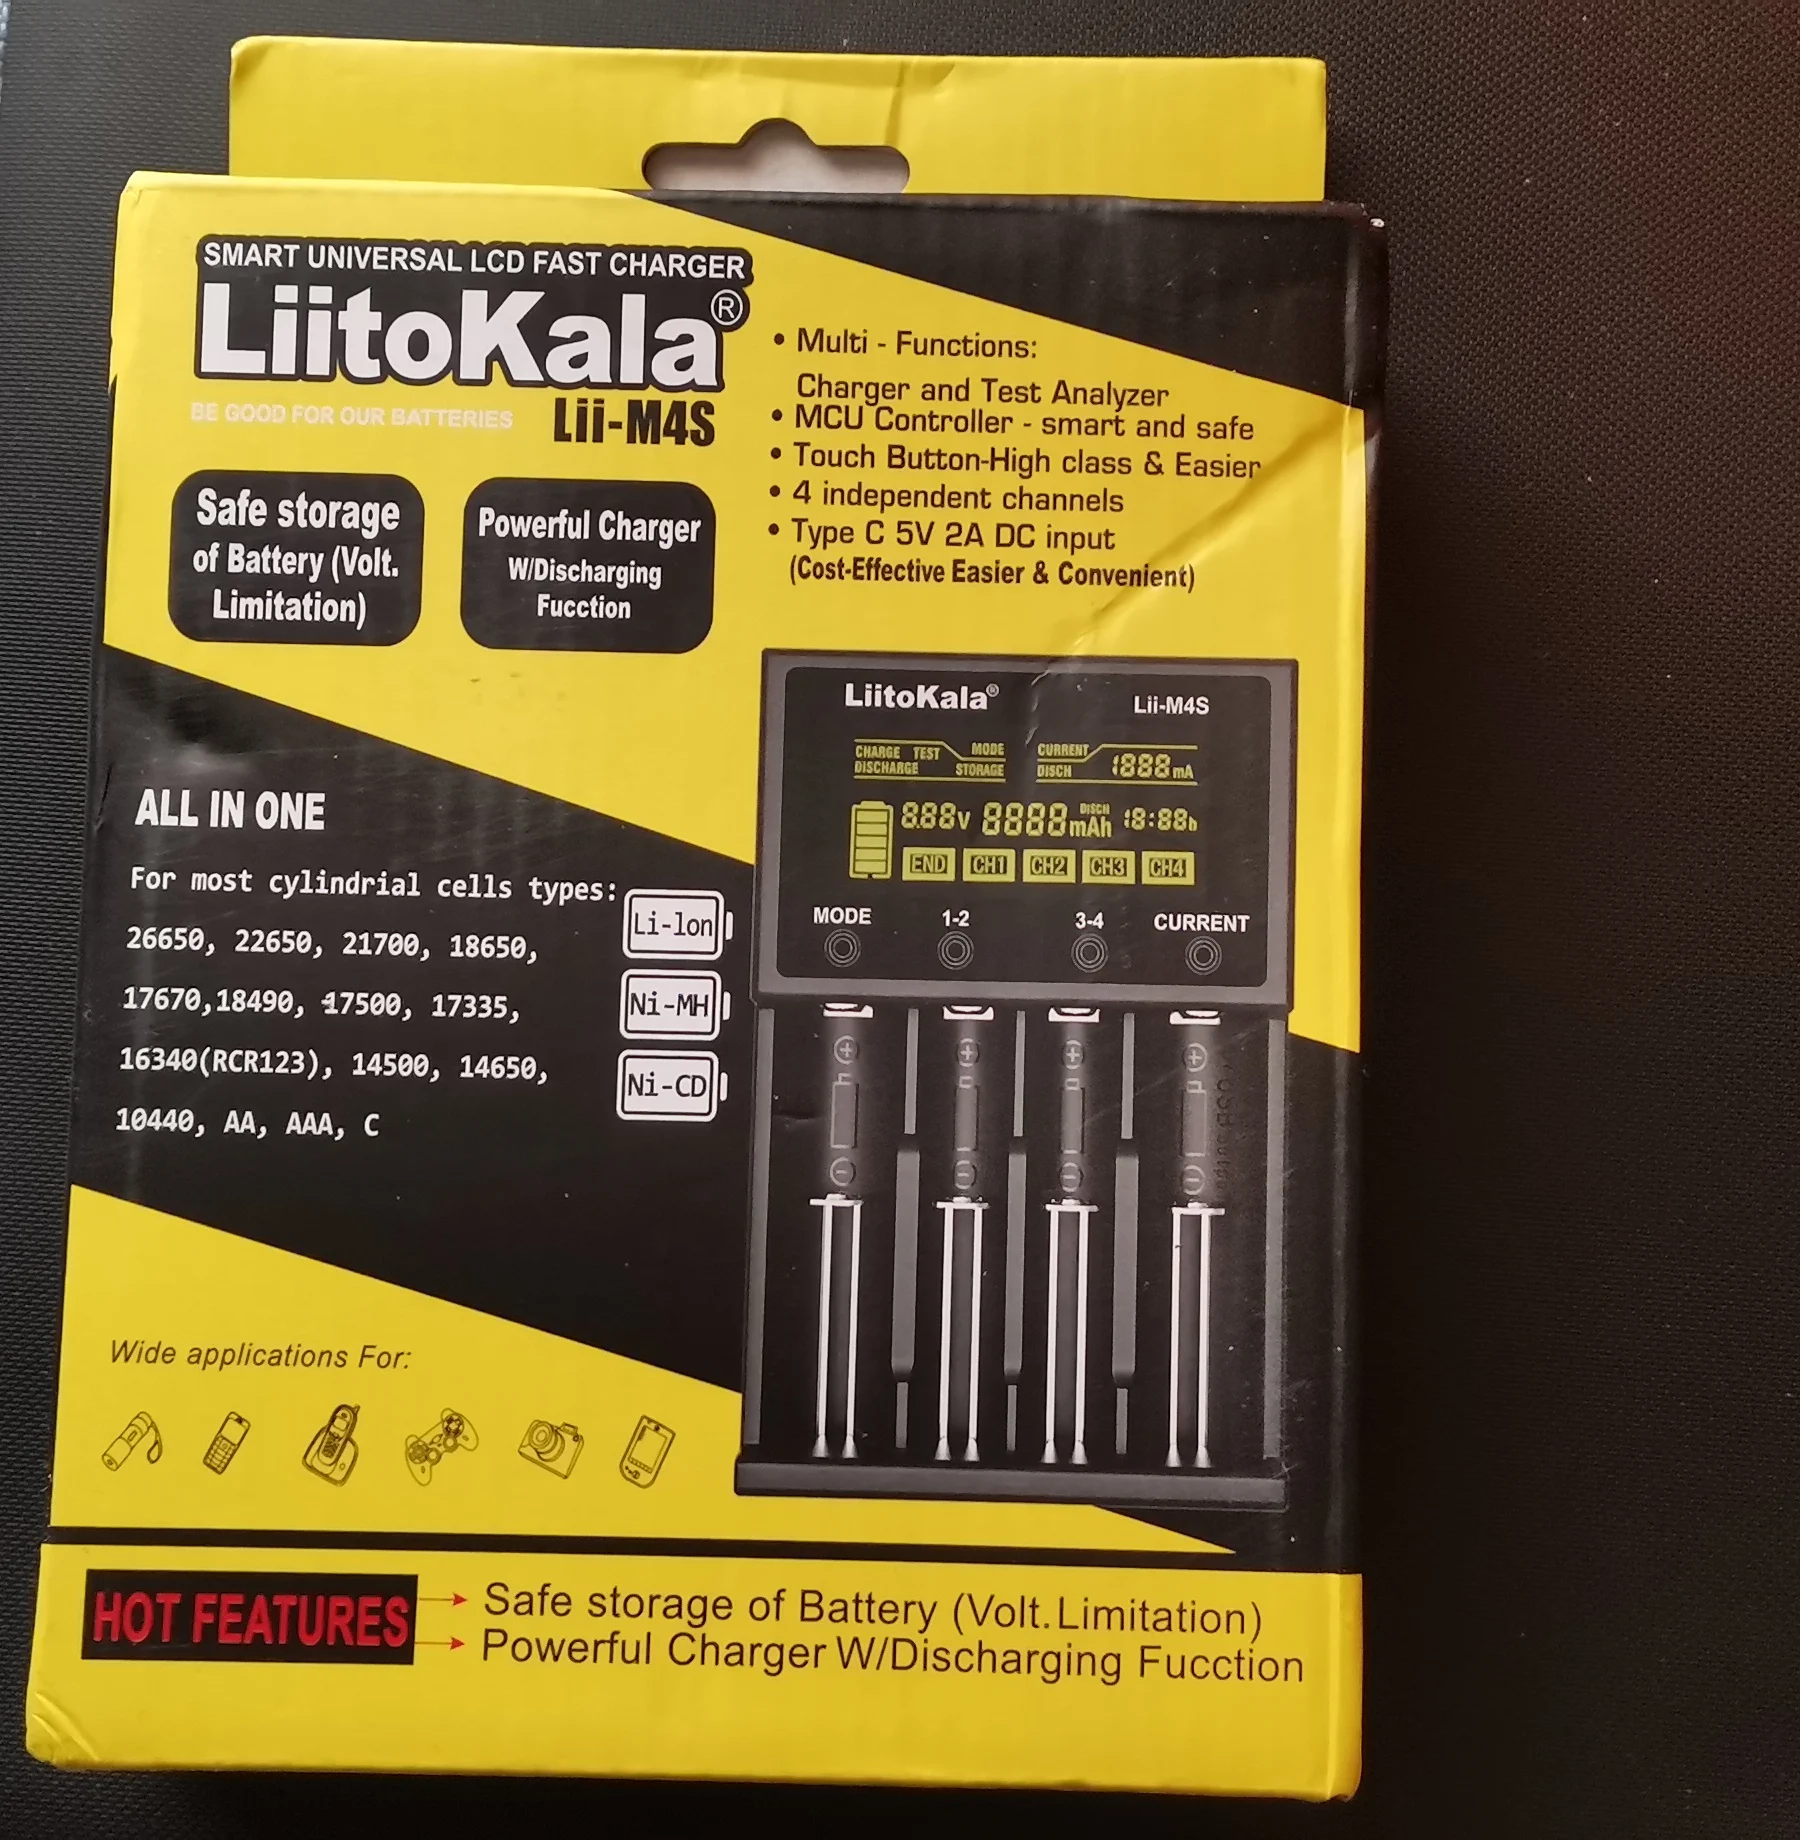 SMART UNIVERSAL LCD FAST CHARGER
LiitoKala®
BE GOOD FOR OUR BATTERIES Lii-M4S
Safe storage
of Battery (Volt.
Limitation)
Powerful Charger
W/Discharging
Fucction
• Multi - Functions:
Charger and Test Analyzer
• MCU Controller - smart and safe
• Touch Button-High class & Easier
• 4 independent channels
• Type C 5V 2A DC input
(Cost-Effective Easier & Convenient)
LiitoKala® Lii-M4S
CHARGE TEST MODE
DISCHARGE STORAGE
CURRENT
DISCH 1888mA
8.88V 8888mAh DISCH 18:88h
END CH1 CH2 CH3 CH4
MODE 1-2 3-4 CURRENT
ALL IN ONE
For most cylindrial cells types:
26650, 22650, 21700, 18650,
17670,18490, 17500, 17335,
16340(RCR123), 14500, 14650,
10440, AA, AAA, C
Li-lon
Ni-MH
Ni-CD
Wide applications For:
HOT FEATURES
Safe storage of Battery (Volt.Limitation)
Powerful Charger W/Discharging Fucction